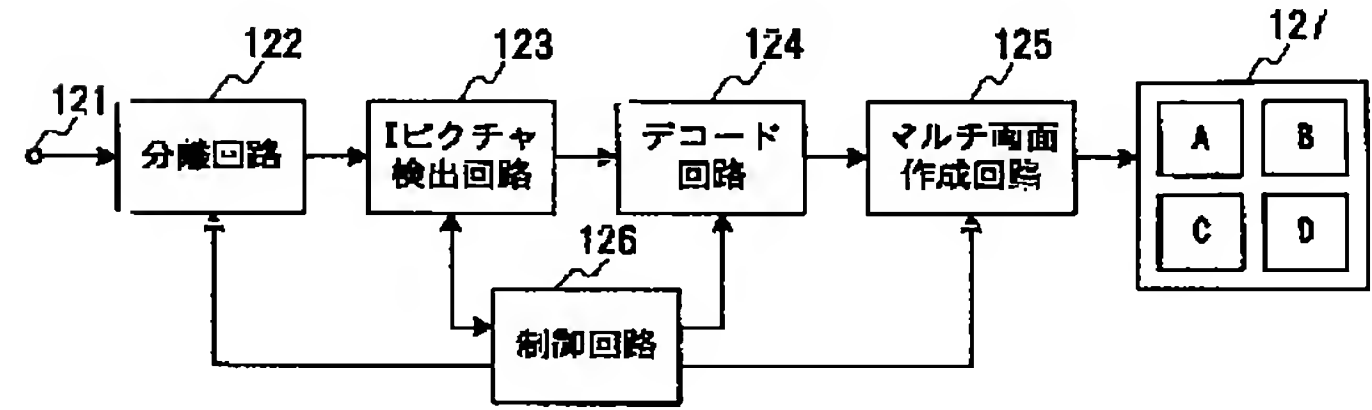 121
122
分離回路
123
Iピクチャ
検出回路
124
デコード
回路
125
マルチ画面
作成回路
127
A
B
C
D
126
制御回路